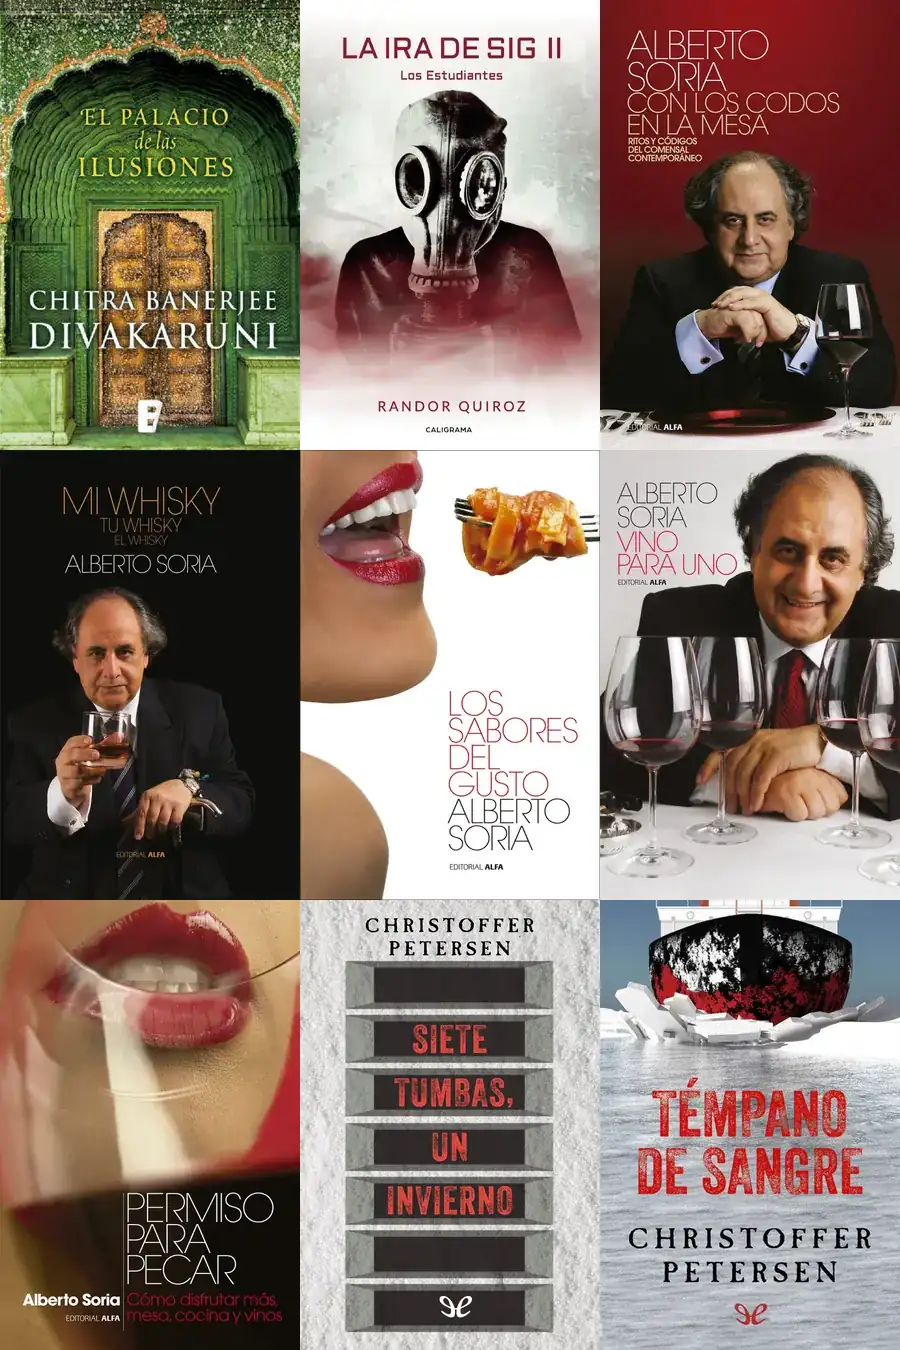 EL PALACIO
de las
ILUSIONES
CHITRA BANERJEE
DIVAKARUNI
LA IRA DE SIG II
Los Estudiantes
RANDOR QUIROZ
CALIGRAMA
ALBERTO
SORIA
CON LOS CODOS
EN LA MESA
RITOS Y CÓDIGOS
DEL COMENSAL
CONTEMPORÁNEO
EDITORIAL ALFA
MI WHISKY
TU WHISKY
EL WHISKY
ALBERTO SORIA
EDITORIAL ALFA
LOS
SABORES
DEL
GUSTO
ALBERTO
SORIA
EDITORIAL ALFA
ALBERTO
SORIA
VINO
PARA UNO
EDITORIAL ALFA
PERMISO
PARA
PECAR
Alberto Soria
EDITORIAL ALFA
Cómo disfrutar más,
mesa, cocina y vinos
CHRISTOFFER
PETERSEN
SIETE
TUMBAS,
UN
INVIERNO
TÉMPANO
DE SANGRE
CHRISTOFFER
PETERSEN